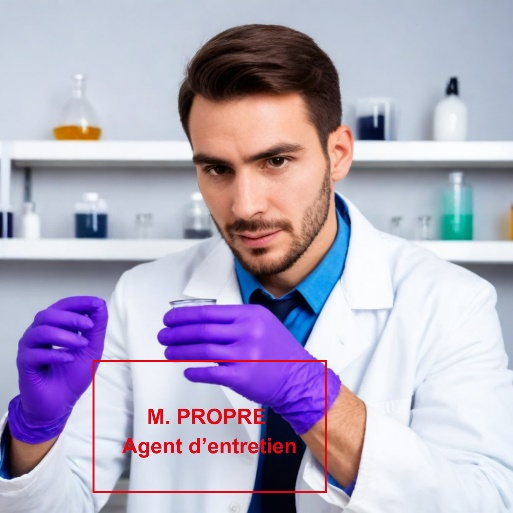 M. PROPRE
Agent d’entretien